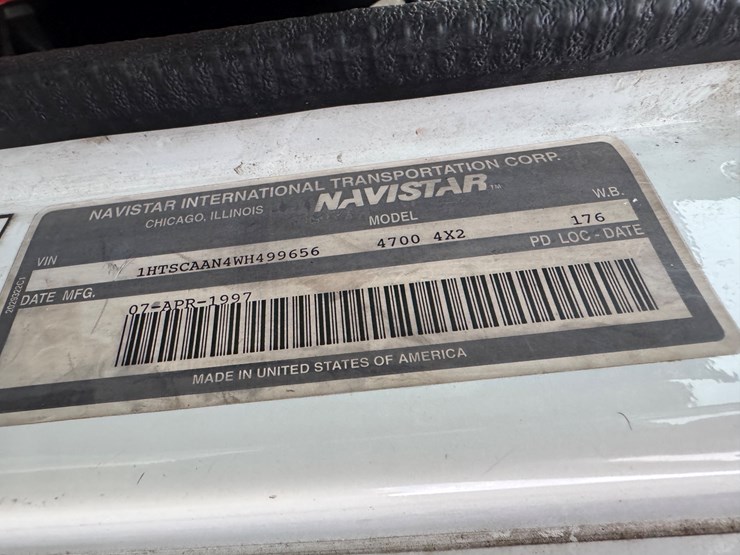 NAVISTAR INTERNATIONAL TRANSPORTATION CORP.
CHICAGO, ILLINOIS
NAVISTAR™
VIN
MODEL
W.B.
1HTSCAAN4WH499656
4700 4X2
176
DATE MFG.
PD LOC-DATE
07-APR-1997
MADE IN UNITED STATES OF AMERICA